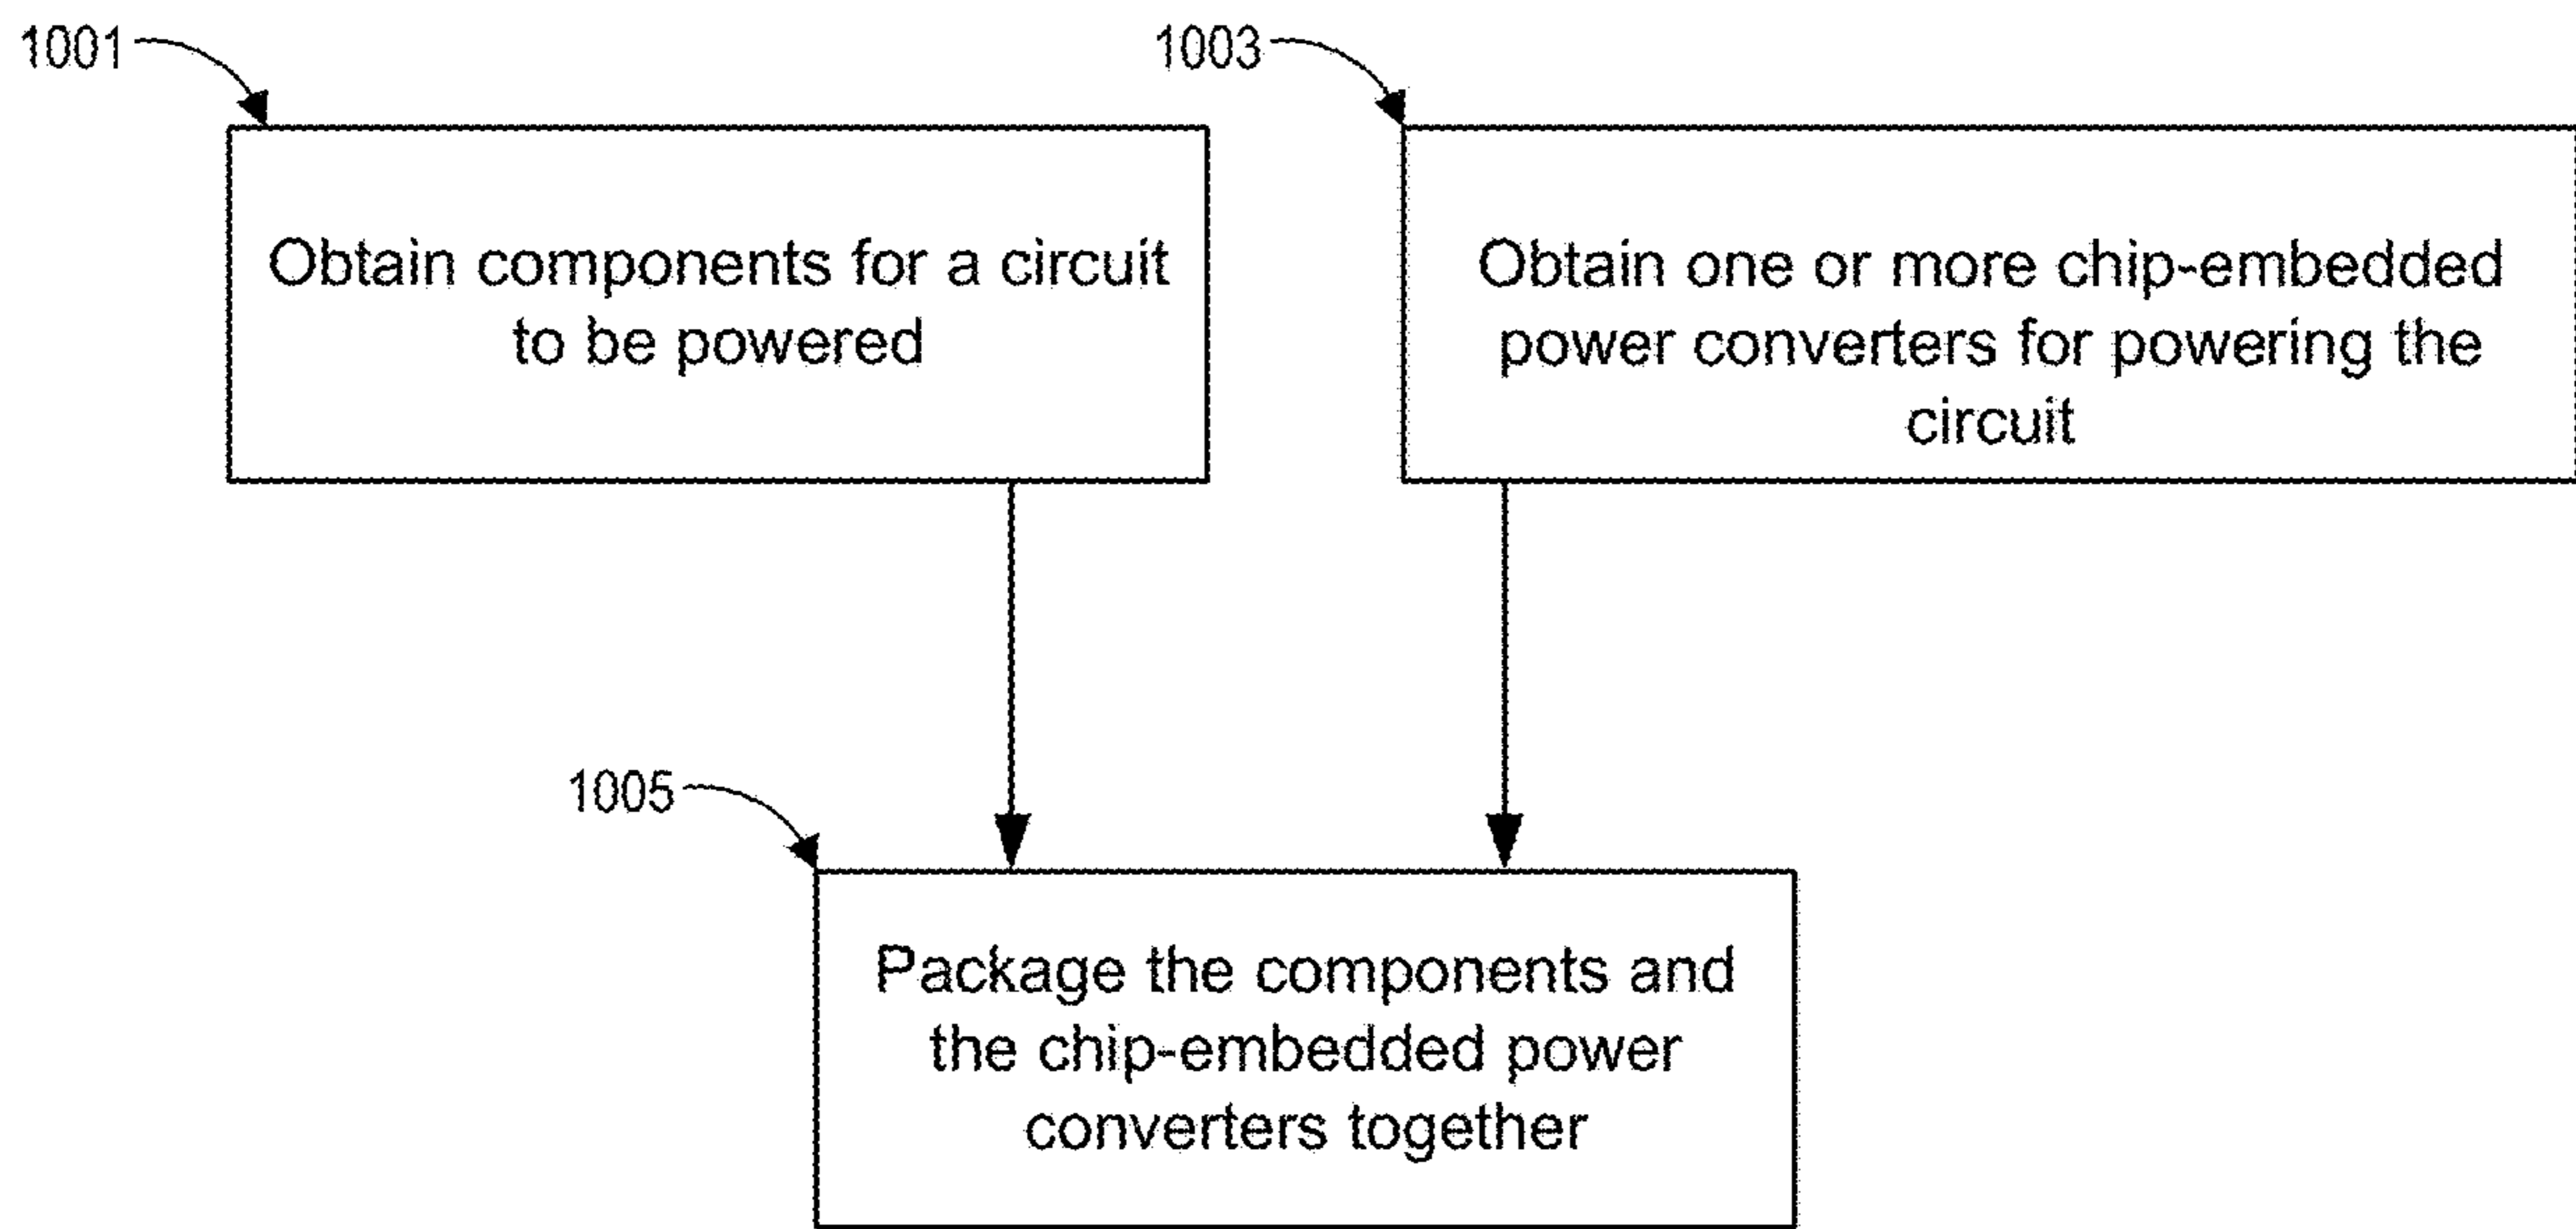 1001
1003
Obtain components for a circuit
to be powered
Obtain one or more chip-embedded
power converters for powering the
circuit
1005
Package the components and
the chip-embedded power
converters together